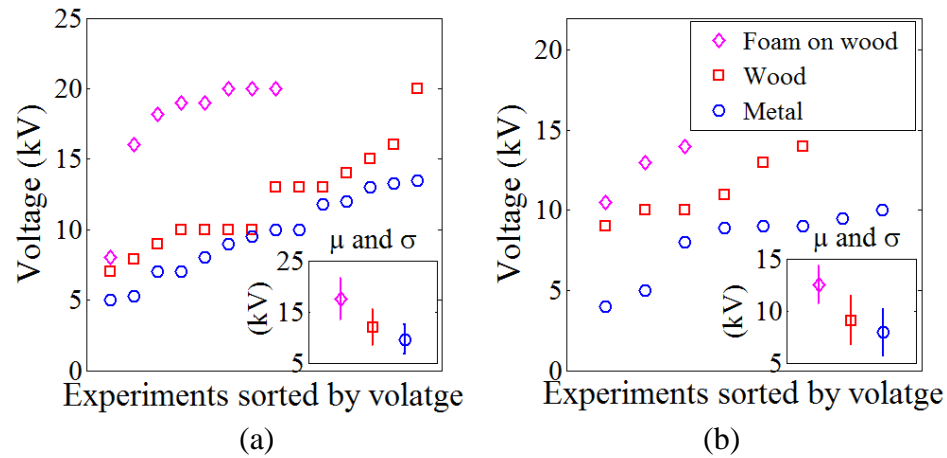 25
20
15
10
5
0
Voltage (kV)
μ and σ
25
15
5
(kV)
Experiments sorted by volatge
(a)
20
15
10
5
0
Voltage (kV)
Foam on wood
Wood
Metal
μ and σ
15
10
5
(kV)
Experiments sorted by volatge
(b)